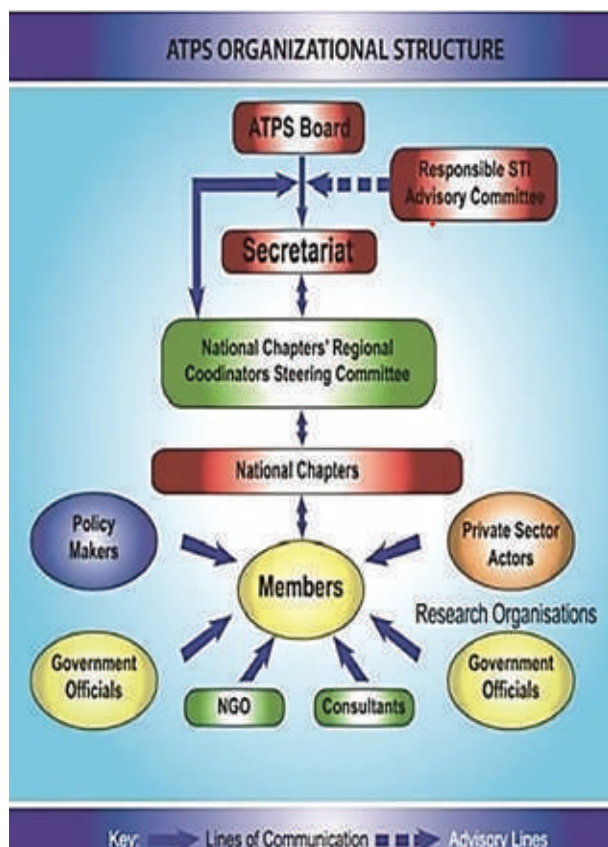 ATPS ORGANIZATIONAL STRUCTURE
ATPS Board
Responsible STI
Advisory Committee
Secretariat
National Chapters' Regional
Coodinators Steering Committee
National Chapters
Policy
Makers
Private Sector
Actors
Members
Research Organisations
Government
Officials
NGO
Consultants
Government
Officials
Key: Lines of Communication Advisory Lines